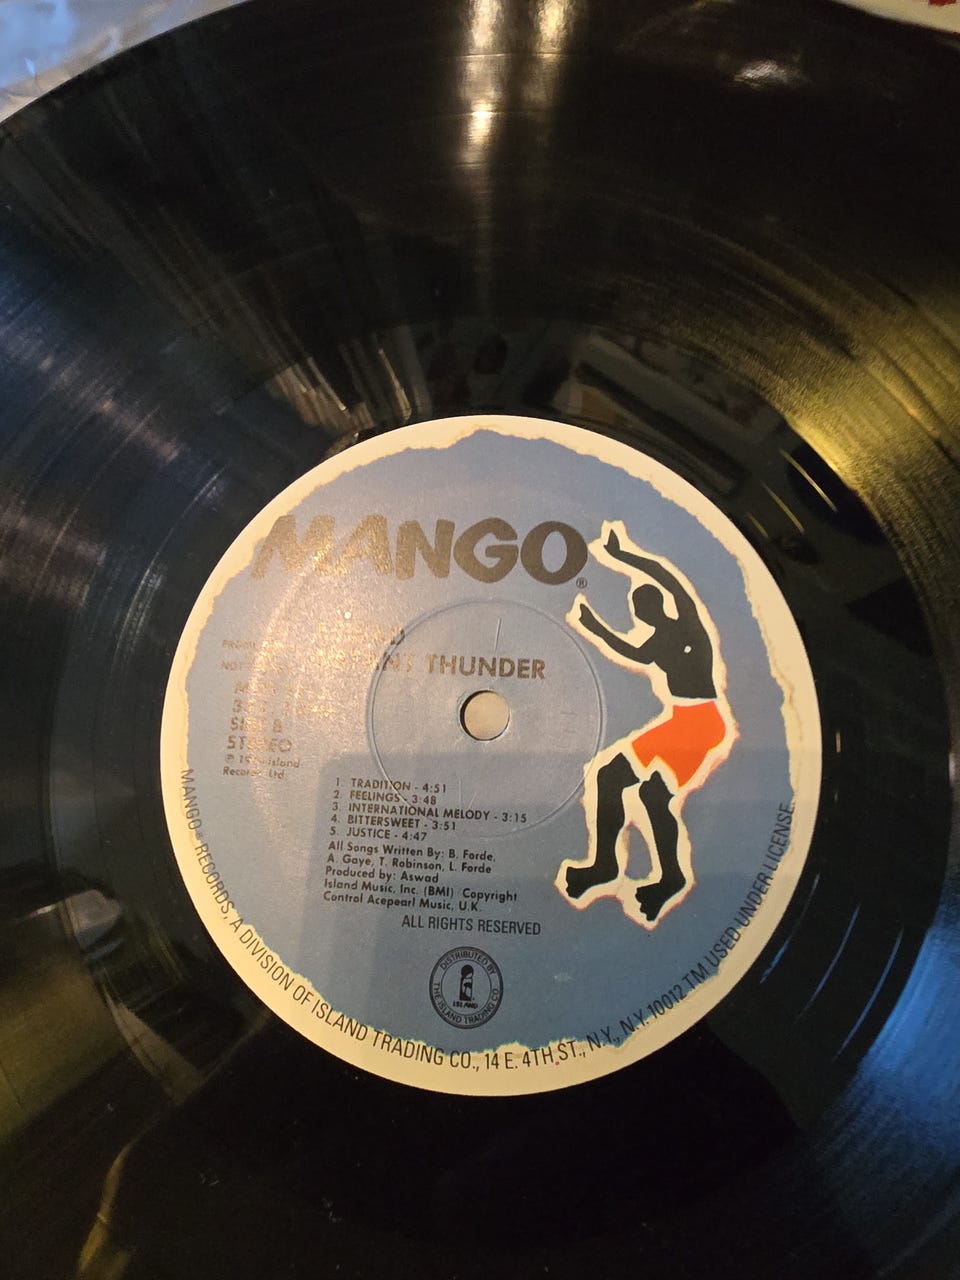 MANGO®
THUNDER
STEREO
1. TRADITION - 4:51
2. FEELINGS - 3:48
3. INTERNATIONAL MELODY - 3:15
4. BITTERSWEET - 3:51
5. JUSTICE - 4:47
All Songs Written By: B. Forde,
A. Gaye, T. Robinson, L. Forde
Produced by: Aswad
Island Music, Inc. (BMI) Copyright
Control Acepearl Music, U.K.
ALL RIGHTS RESERVED
DISTRIBUTED BY
ISLAND
THE ISLAND TRADING CO.
MANGO® RECORDS, A DIVISION OF ISLAND TRADING CO., 14 E. 4TH ST., N.Y., N.Y. 10012 TM USED UNDER LICENSE.